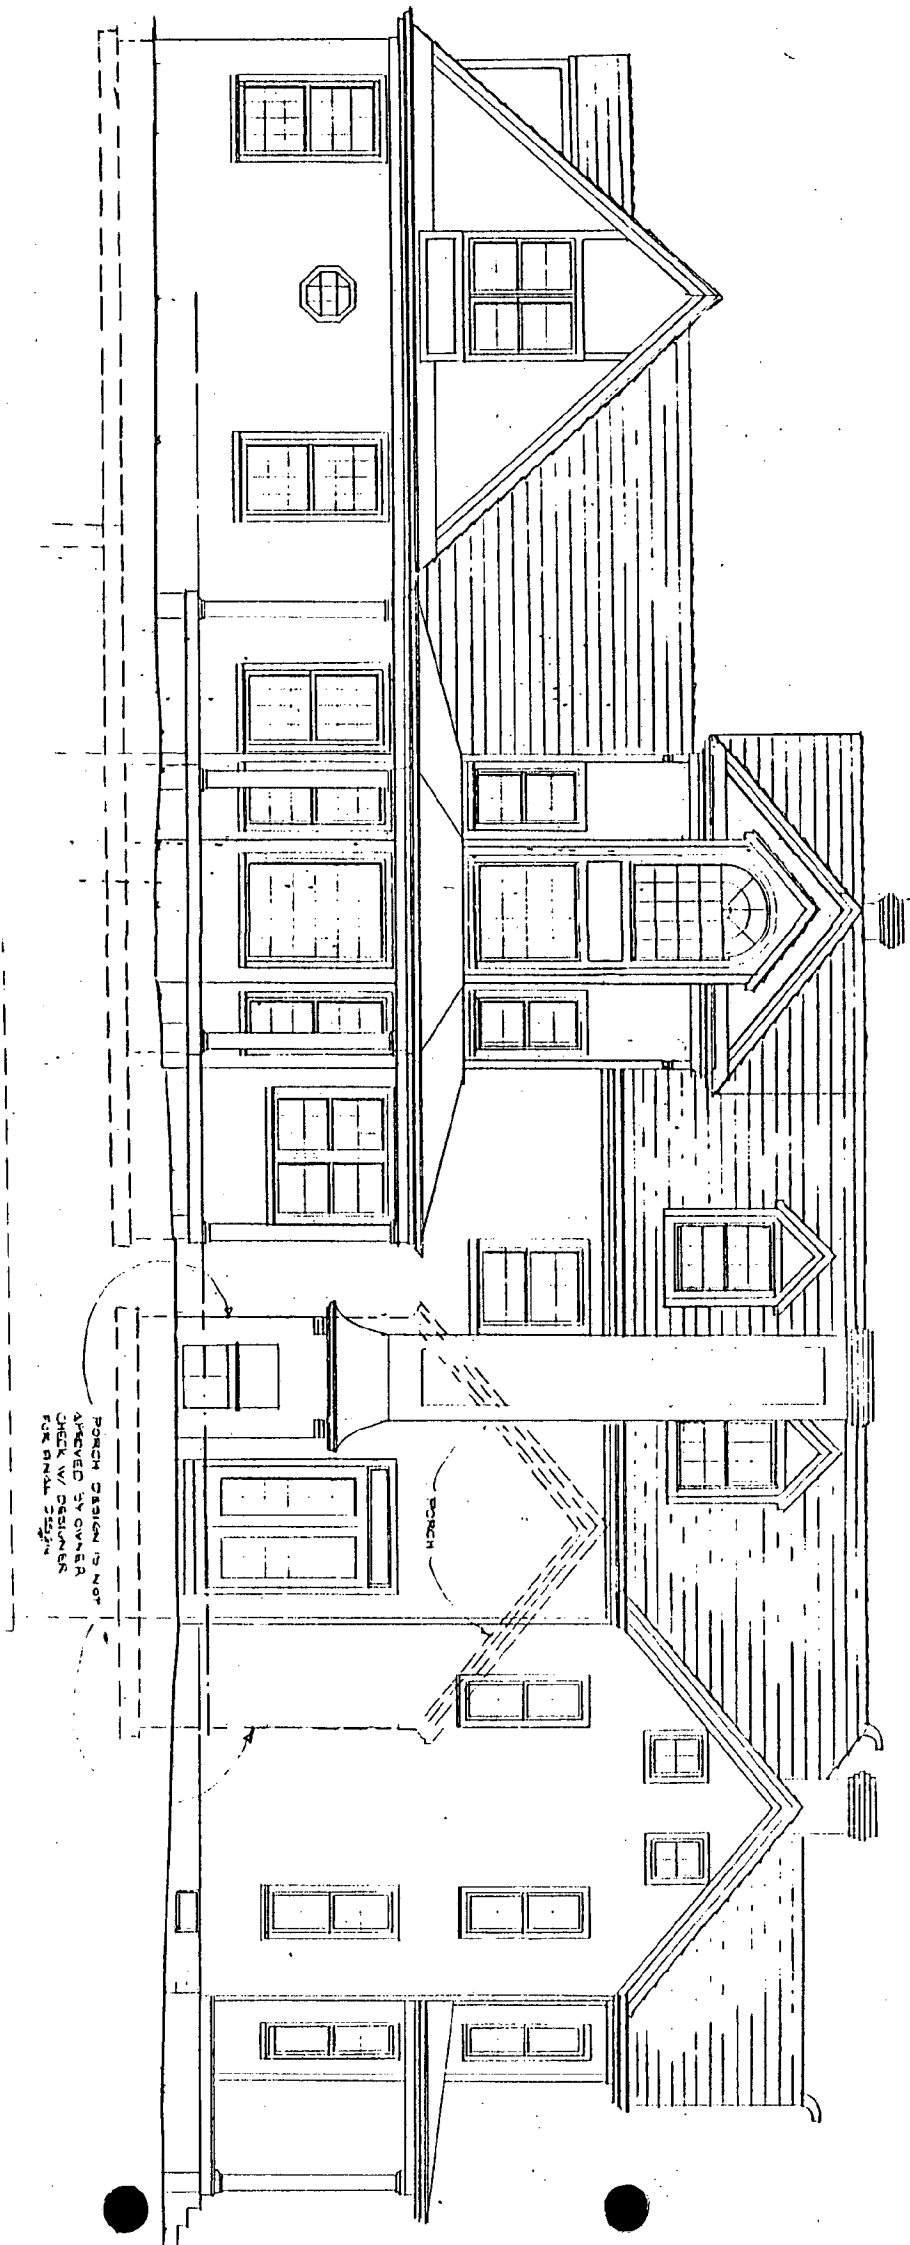 PORCH DESIGN IS NOT
APPROVED BY OWNER
CHECK W/ DESIGNER
FOR FINAL DESIGN
PORCH